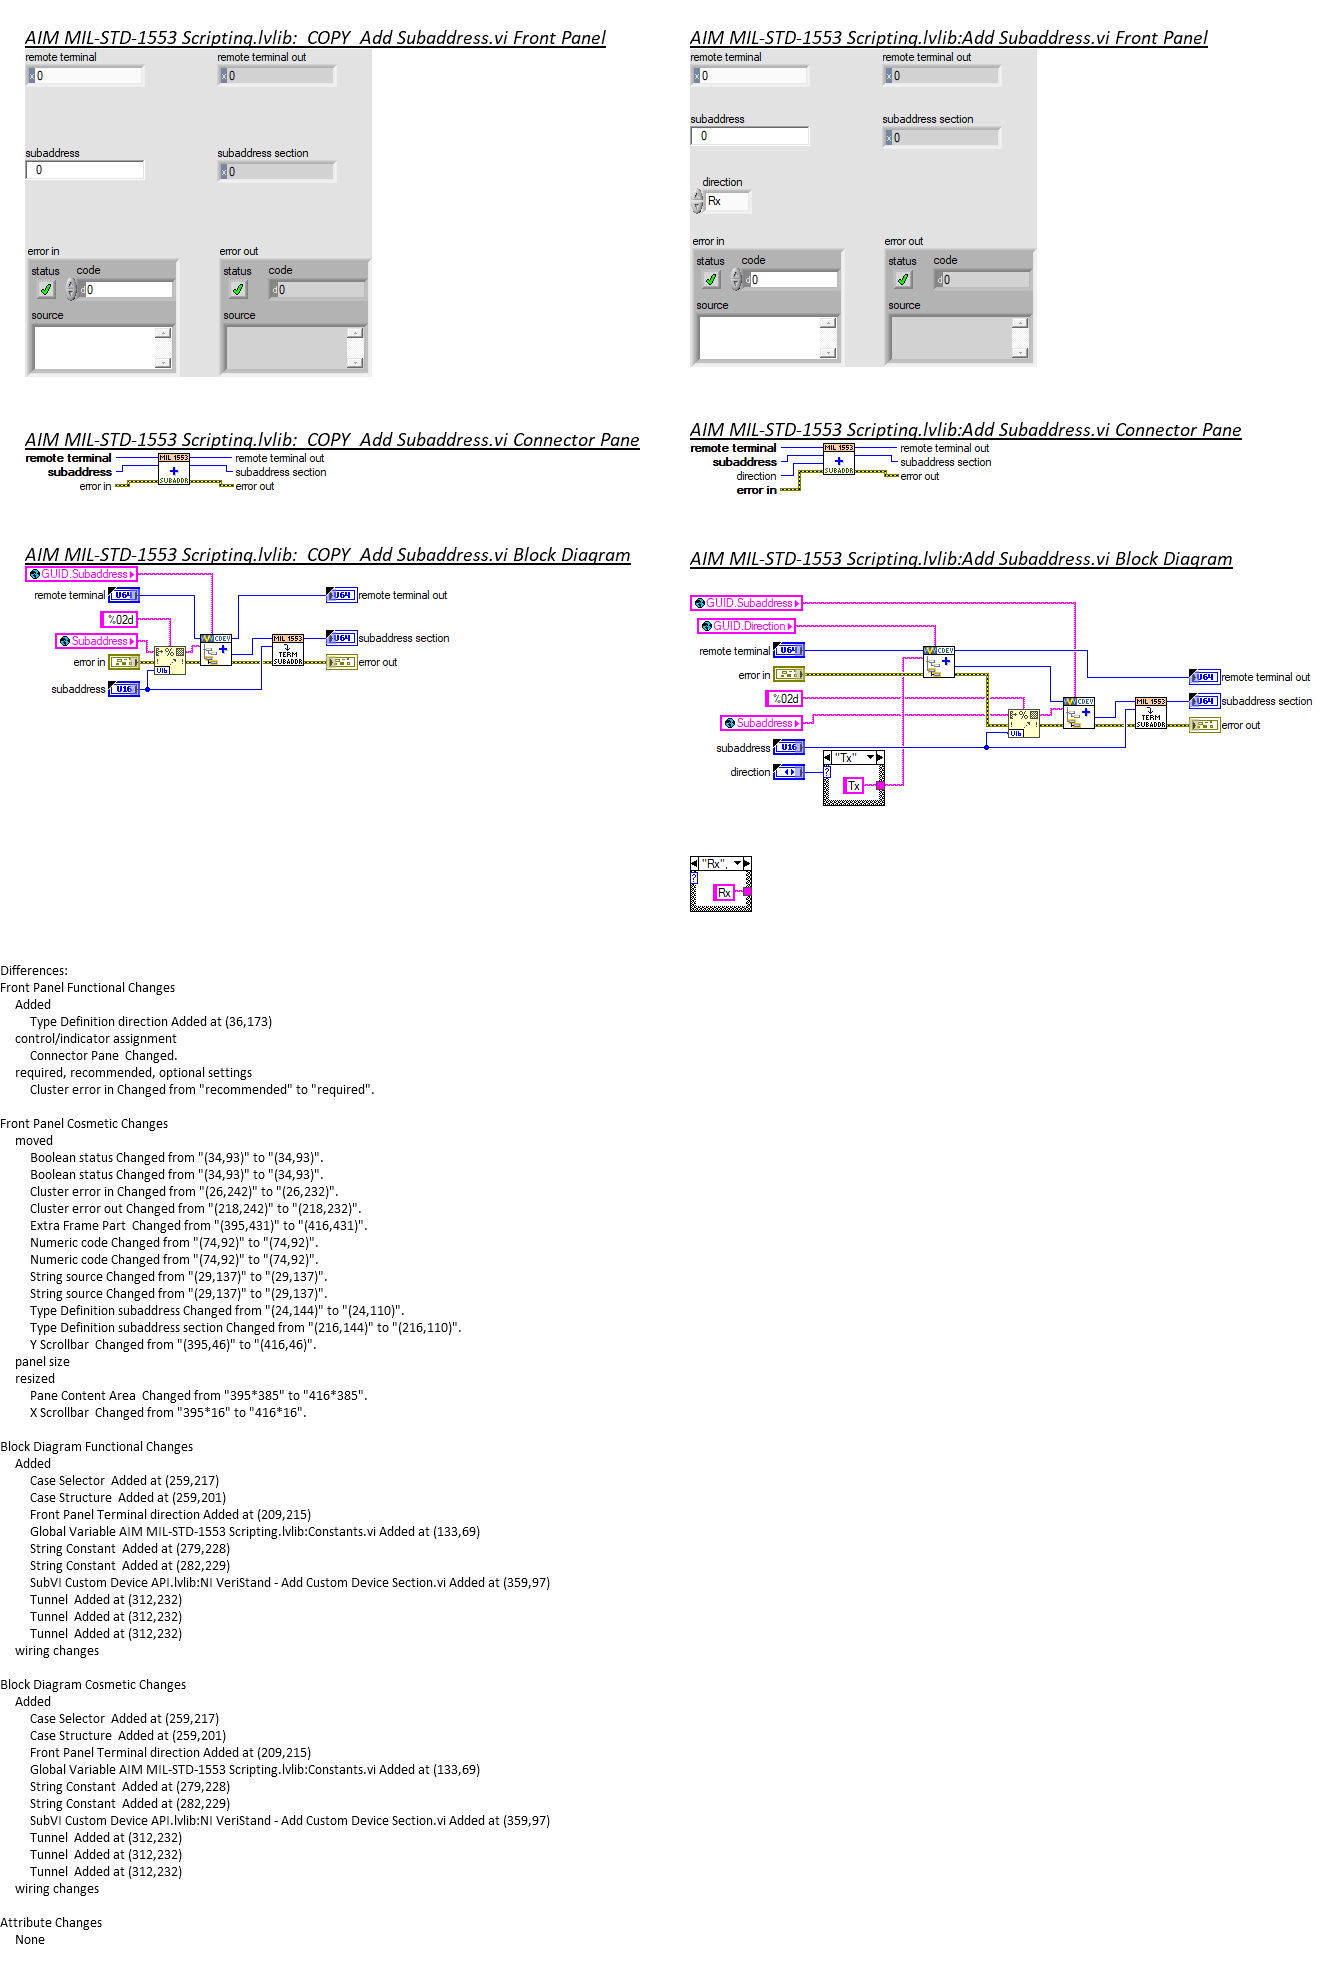 AIM MIL-STD-1553 Scripting.lvlib:_COPY_Add Subaddress.vi Front Panel
remote terminal
remote terminal out
x 0
x 0
subaddress
subaddress section
0
x 0
error in
error out
status
code
status
code
d 0
d 0
source
source
AIM MIL-STD-1553 Scripting.lvlib:Add Subaddress.vi Front Panel
remote terminal
remote terminal out
x 0
x 0
subaddress
subaddress section
0
x 0
direction
Rx
error in
error out
status
code
status
code
d 0
d 0
source
source
AIM MIL-STD-1553 Scripting.lvlib:_COPY_Add Subaddress.vi Connector Pane
remote terminal
subaddress
error in
MIL 1553
SUBADDR
remote terminal out
subaddress section
error out
AIM MIL-STD-1553 Scripting.lvlib:Add Subaddress.vi Connector Pane
remote terminal
subaddress
direction
error in
MIL 1553
SUBADDR
remote terminal out
subaddress section
error out
AIM MIL-STD-1553 Scripting.lvlib:_COPY_Add Subaddress.vi Block Diagram
GUID.Subaddress
remote terminal
U64
U64
remote terminal out
%02d
Subaddress
CDEV
MIL 1553
TERM
SUBADDR
U64
subaddress section
error in
error out
VIb
subaddress
U16
AIM MIL-STD-1553 Scripting.lvlib:Add Subaddress.vi Block Diagram
GUID.Subaddress
GUID.Direction
remote terminal
U64
CDEV
error in
U64
remote terminal out
%02d
CDEV
MIL 1553
TERM
SUBADDR
U64
subaddress section
Subaddress
VIb
error out
subaddress
U16
"Tx"
direction
?
Tx
"Rx",
?
Rx
Differences:
Front Panel Functional Changes
Added
Type Definition direction Added at (36,173)
control/indicator assignment
Connector Pane  Changed.
required, recommended, optional settings
Cluster error in Changed from "recommended" to "required".
Front Panel Cosmetic Changes
moved
Boolean status Changed from "(34,93)" to "(34,93)".
Boolean status Changed from "(34,93)" to "(34,93)".
Cluster error in Changed from "(26,242)" to "(26,232)".
Cluster error out Changed from "(218,242)" to "(218,232)".
Extra Frame Part  Changed from "(395,431)" to "(416,431)".
Numeric code Changed from "(74,92)" to "(74,92)".
Numeric code Changed from "(74,92)" to "(74,92)".
String source Changed from "(29,137)" to "(29,137)".
String source Changed from "(29,137)" to "(29,137)".
Type Definition subaddress Changed from "(24,144)" to "(24,110)".
Type Definition subaddress section Changed from "(216,144)" to "(216,110)".
Y Scrollbar  Changed from "(395,46)" to "(416,46)".
panel size
resized
Pane Content Area  Changed from "395*385" to "416*385".
X Scrollbar  Changed from "395*16" to "416*16".
Block Diagram Functional Changes
Added
Case Selector  Added at (259,217)
Case Structure  Added at (259,201)
Front Panel Terminal direction Added at (209,215)
Global Variable AIM MIL-STD-1553 Scripting.lvlib:Constants.vi Added at (133,69)
String Constant  Added at (279,228)
String Constant  Added at (282,229)
SubVI Custom Device API.lvlib:NI VeriStand - Add Custom Device Section.vi Added at (359,97)
Tunnel  Added at (312,232)
Tunnel  Added at (312,232)
Tunnel  Added at (312,232)
wiring changes
Block Diagram Cosmetic Changes
Added
Case Selector  Added at (259,217)
Case Structure  Added at (259,201)
Front Panel Terminal direction Added at (209,215)
Global Variable AIM MIL-STD-1553 Scripting.lvlib:Constants.vi Added at (133,69)
String Constant  Added at (279,228)
String Constant  Added at (282,229)
SubVI Custom Device API.lvlib:NI VeriStand - Add Custom Device Section.vi Added at (359,97)
Tunnel  Added at (312,232)
Tunnel  Added at (312,232)
Tunnel  Added at (312,232)
wiring changes
Attribute Changes
None